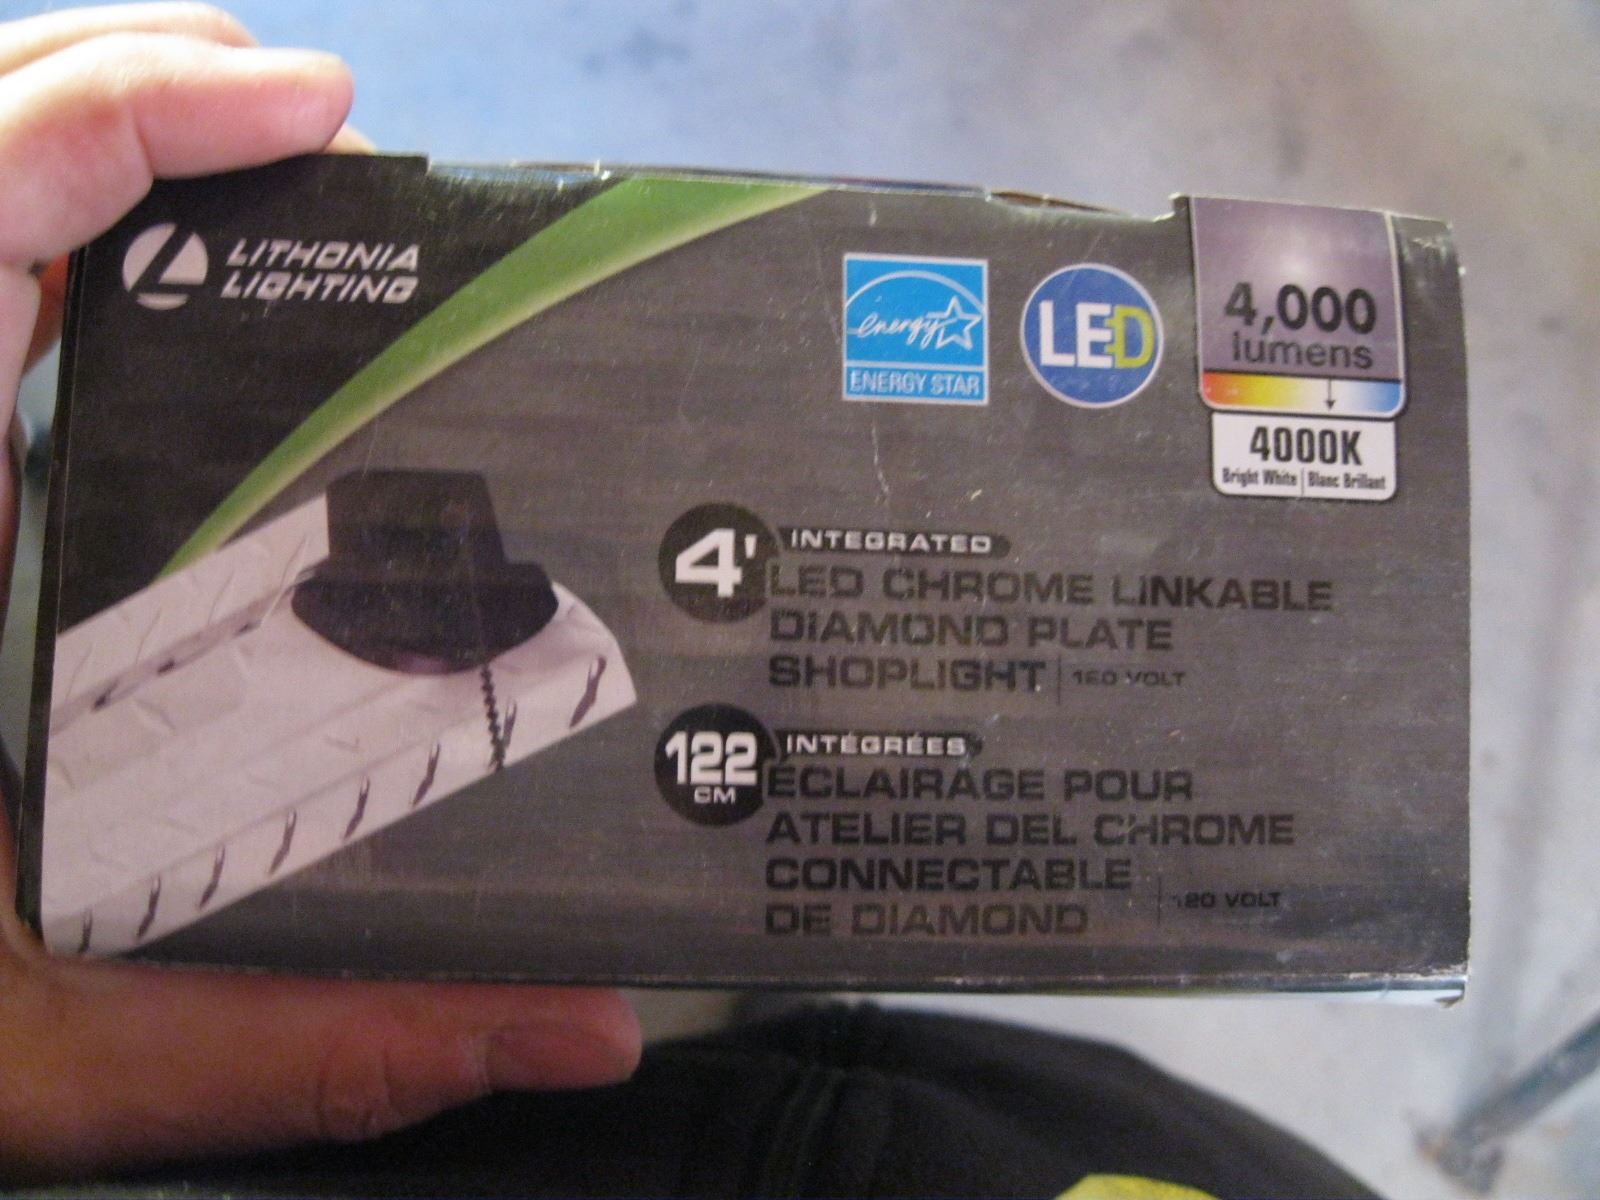 LITHONIA
LIGHTING
energy
ENERGY STAR
LED
4,000
lumens
4000K
Bright White | Blanc Brillant
4' INTEGRATED
LED CHROME LINKABLE
DIAMOND PLATE
SHOPLIGHT | 120 VOLT
122 CM INTÉGRÉES
ÉCLAIRAGE POUR
ATELIER DEL CHROME
CONNECTABLE
DE DIAMOND | 120 VOLT